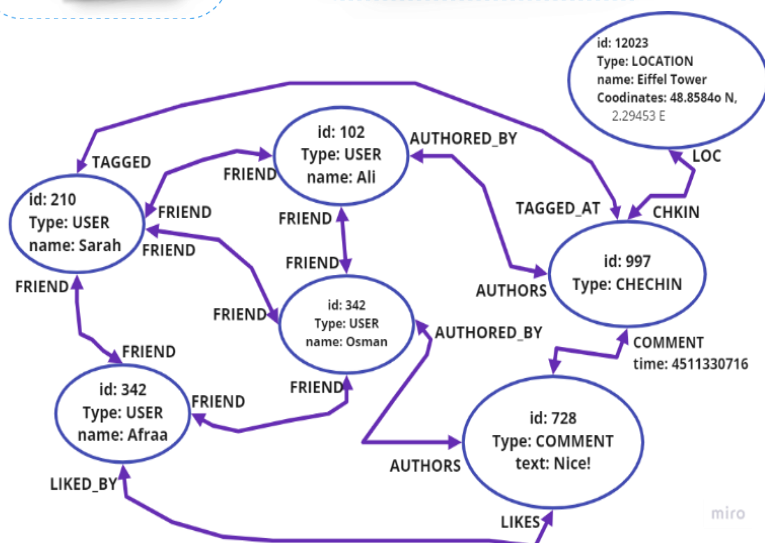 id: 12023
Type: LOCATION
name: Eiffel Tower
Coodinates: 48.8584o N,
2.29453 E
LOC
CHKIN
id: 102
Type: USER
name: Ali
AUTHORED_BY
TAGGED
FRIEND
id: 210
Type: USER
name: Sarah
FRIEND
FRIEND
FRIEND
TAGGED_AT
id: 997
Type: CHECHIN
AUTHORS
FRIEND
FRIEND
FRIEND
id: 342
Type: USER
name: Osman
AUTHORED_BY
COMMENT
time: 4511330716
FRIEND
id: 342
Type: USER
name: Afraa
FRIEND
FRIEND
id: 728
Type: COMMENT
text: Nice!
AUTHORS
LIKED_BY
LIKES
miro